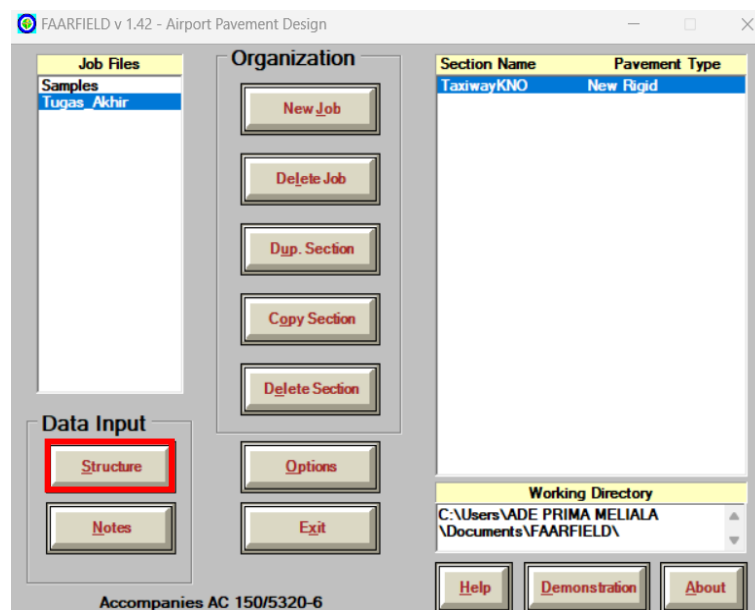 FAARFIELD v 1.42 - Airport Pavement Design
Job Files
Samples
Tugas_Akhir
Organization
New Job
Delete Job
Dup. Section
Copy Section
Delete Section
Section Name Pavement Type
TaxiwayKNO New Rigid
Data Input
Structure
Notes
Options
Exit
Working Directory
C:\Users\ADE PRIMA MELIALA
\Documents\FAARFIELD\
Help
Demonstration
About
Accompanies AC 150/5320-6